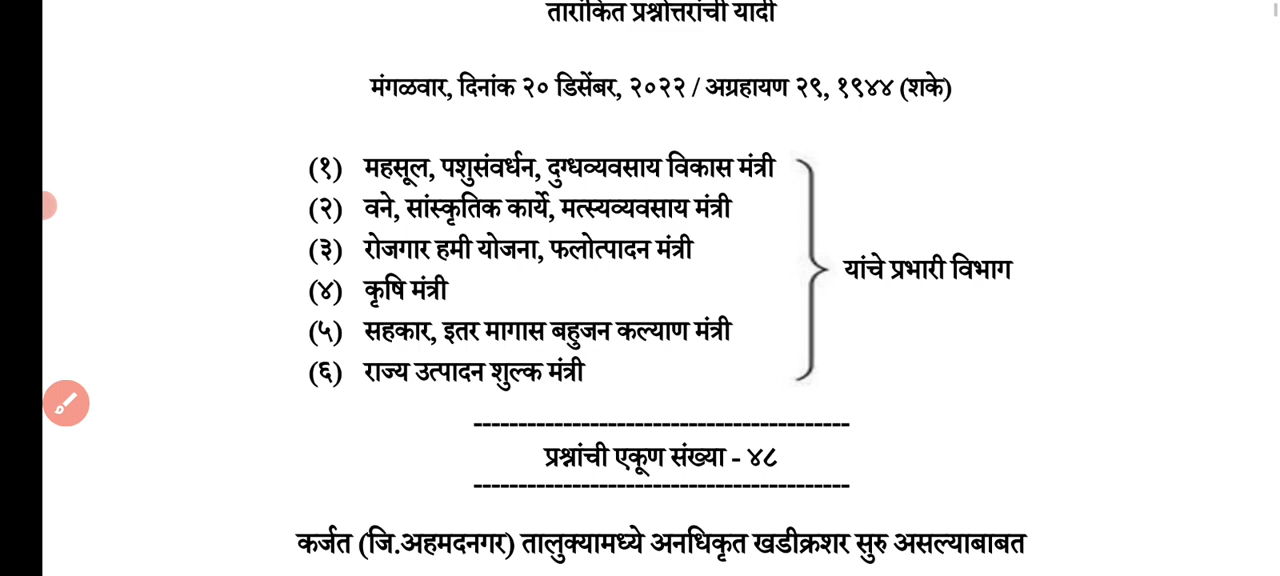 तारांकित प्रश्नोत्तरांची यादी
मंगळवार, दिनांक २० डिसेंबर, २०२२ / अग्रहायण २९, १९४४ (शके)
(१) महसूल, पशुसंवर्धन, दुग्धव्यवसाय विकास मंत्री
(२) वने, सांस्कृतिक कार्ये, मत्स्यव्यवसाय मंत्री
(३) रोजगार हमी योजना, फलोत्पादन मंत्री
(४) कृषि मंत्री
(५) सहकार, इतर मागास बहुजन कल्याण मंत्री
(६) राज्य उत्पादन शुल्क मंत्री
यांचे प्रभारी विभाग
------------------------------------------
प्रश्नांची एकूण संख्या - ४८
------------------------------------------
कर्जत (जि.अहमदनगर) तालुक्यामध्ये अनधिकृत खडीक्रशर सुरु असल्याबाबत